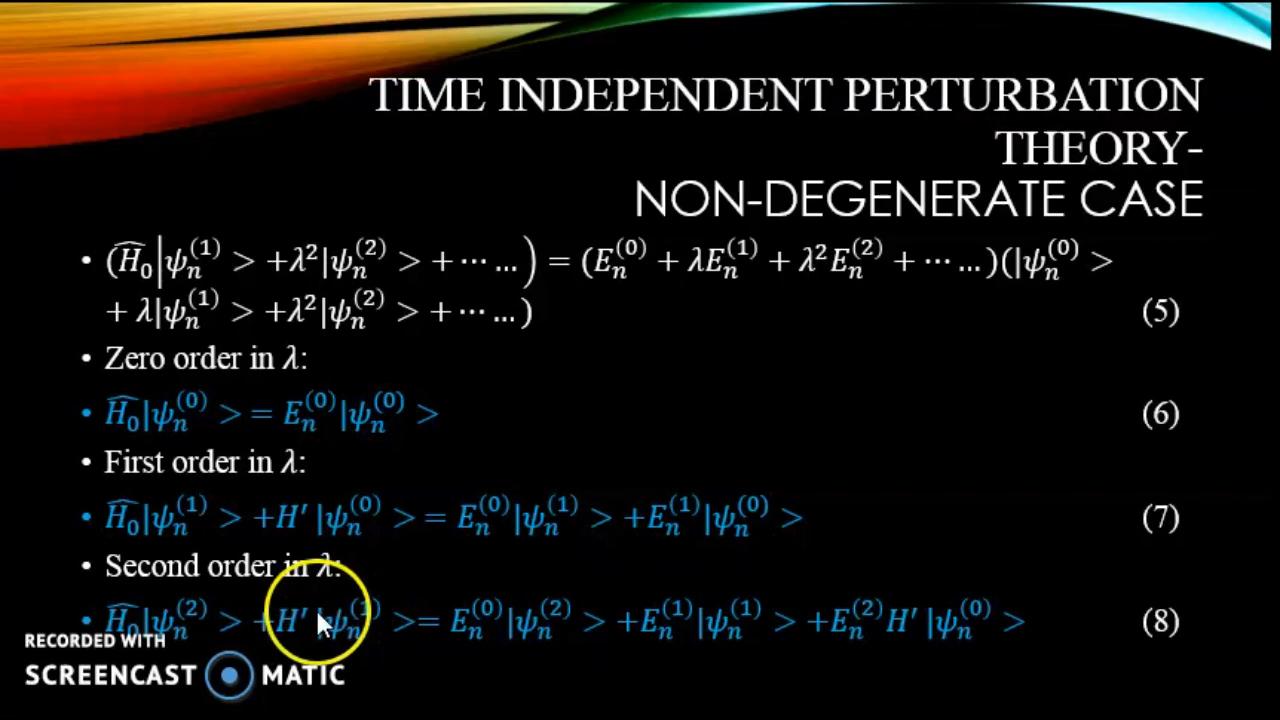 TIME INDEPENDENT PERTURBATION
THEORY-
NON-DEGENERATE CASE
• (Ĥ₀|ψₙ⁽¹⁾ > +λ²|ψₙ⁽²⁾ > + ⋯ …) = (Eₙ⁽⁰⁾ + λEₙ⁽¹⁾ + λ²Eₙ⁽²⁾ + ⋯ …)(|ψₙ⁽⁰⁾ >
+ λ|ψₙ⁽¹⁾ > +λ²|ψₙ⁽²⁾ > + ⋯ …) (5)
• Zero order in λ:
• Ĥ₀|ψₙ⁽⁰⁾ > = Eₙ⁽⁰⁾|ψₙ⁽⁰⁾ > (6)
• First order in λ:
• Ĥ₀|ψₙ⁽¹⁾ > +H′ |ψₙ⁽⁰⁾ > = Eₙ⁽⁰⁾|ψₙ⁽¹⁾ > +Eₙ⁽¹⁾|ψₙ⁽⁰⁾ > (7)
• Second order in λ:
• Ĥ₀|ψₙ⁽²⁾ > +H′ |ψₙ⁽¹⁾ >= Eₙ⁽⁰⁾|ψₙ⁽²⁾ > +Eₙ⁽¹⁾|ψₙ⁽¹⁾ > +Eₙ⁽²⁾H′ |ψₙ⁽⁰⁾ > (8)
RECORDED WITH
SCREENCAST MATIC